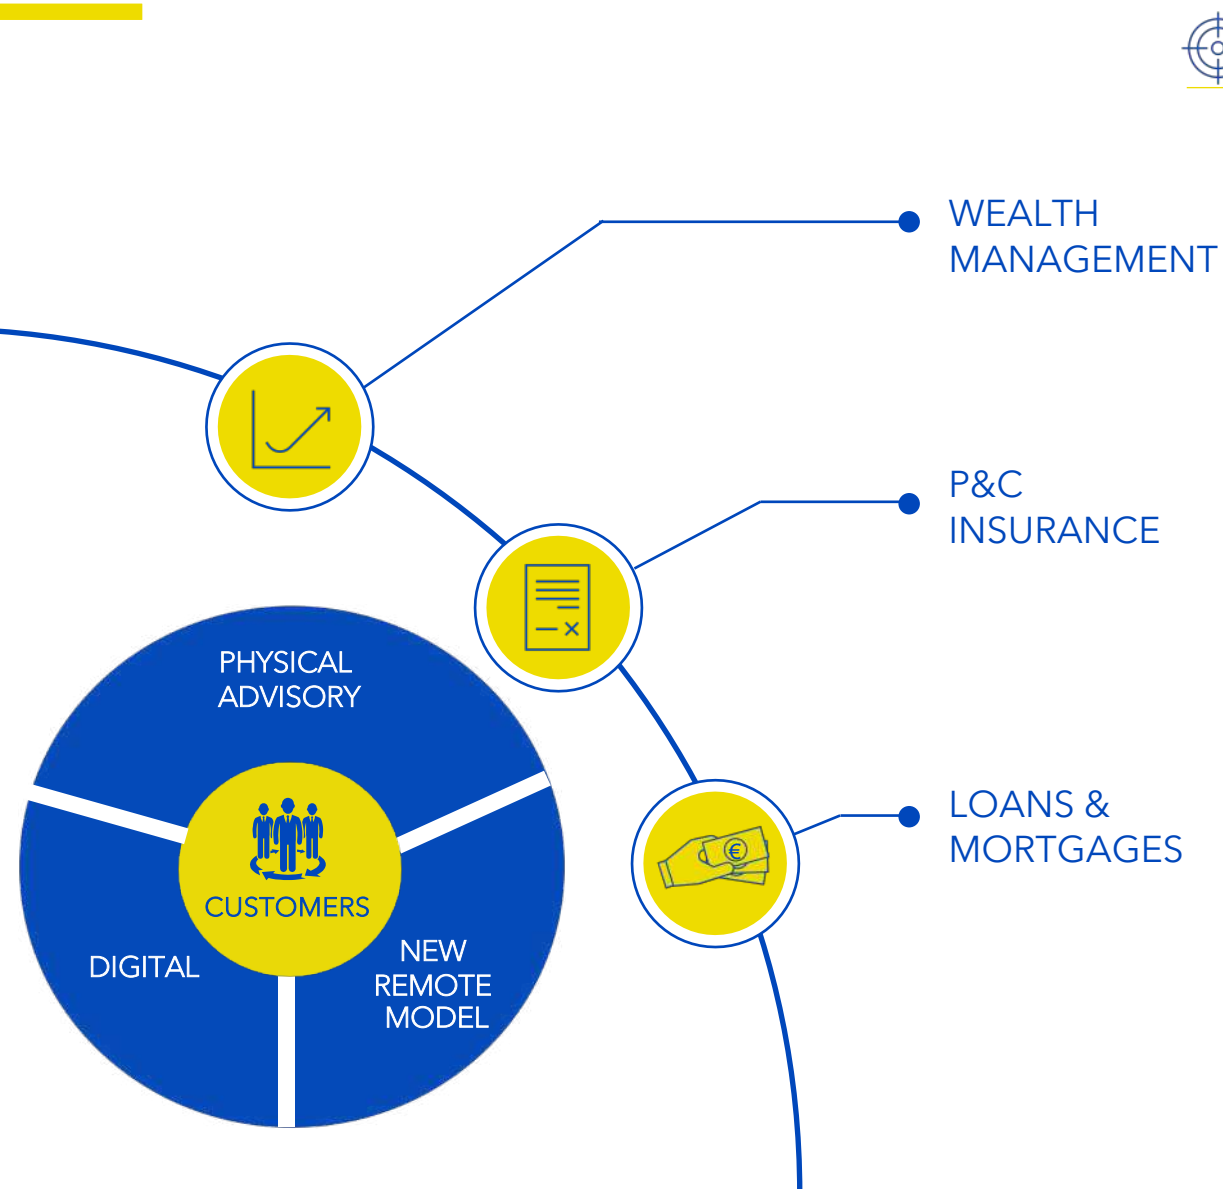 WEALTH
MANAGEMENT
P&C
INSURANCE
LOANS &
MORTGAGES
PHYSICAL
ADVISORY
CUSTOMERS
DIGITAL
NEW
REMOTE
MODEL
€